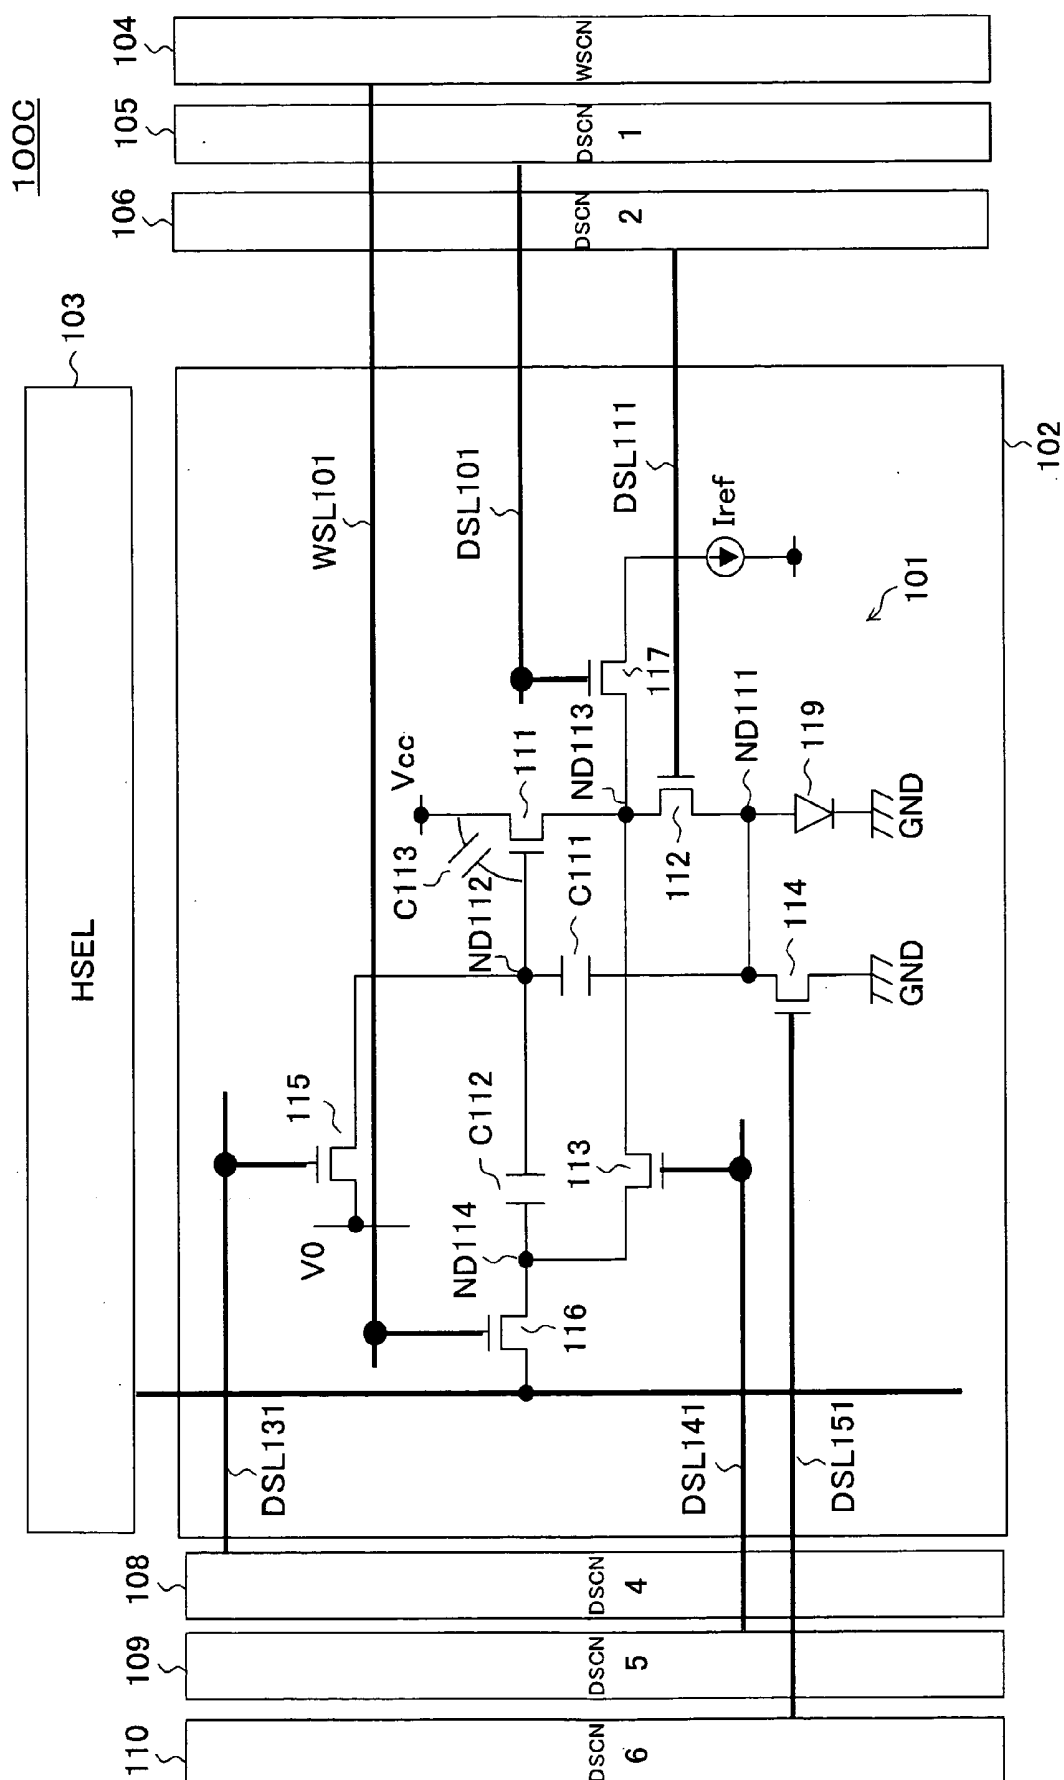 100C
104
WSCN
105
DSCN
1
106
DSCN
2
103
HSEL
102
WSL101
DSL101
DSL111
Iref
101
117
ND113
111
Vcc
C113
ND112
C111
112
ND111
119
GND
114
GND
115
V0
C112
113
ND114
116
DSL131
DSL141
DSL151
108
DSCN
4
109
DSCN
5
110
DSCN
6